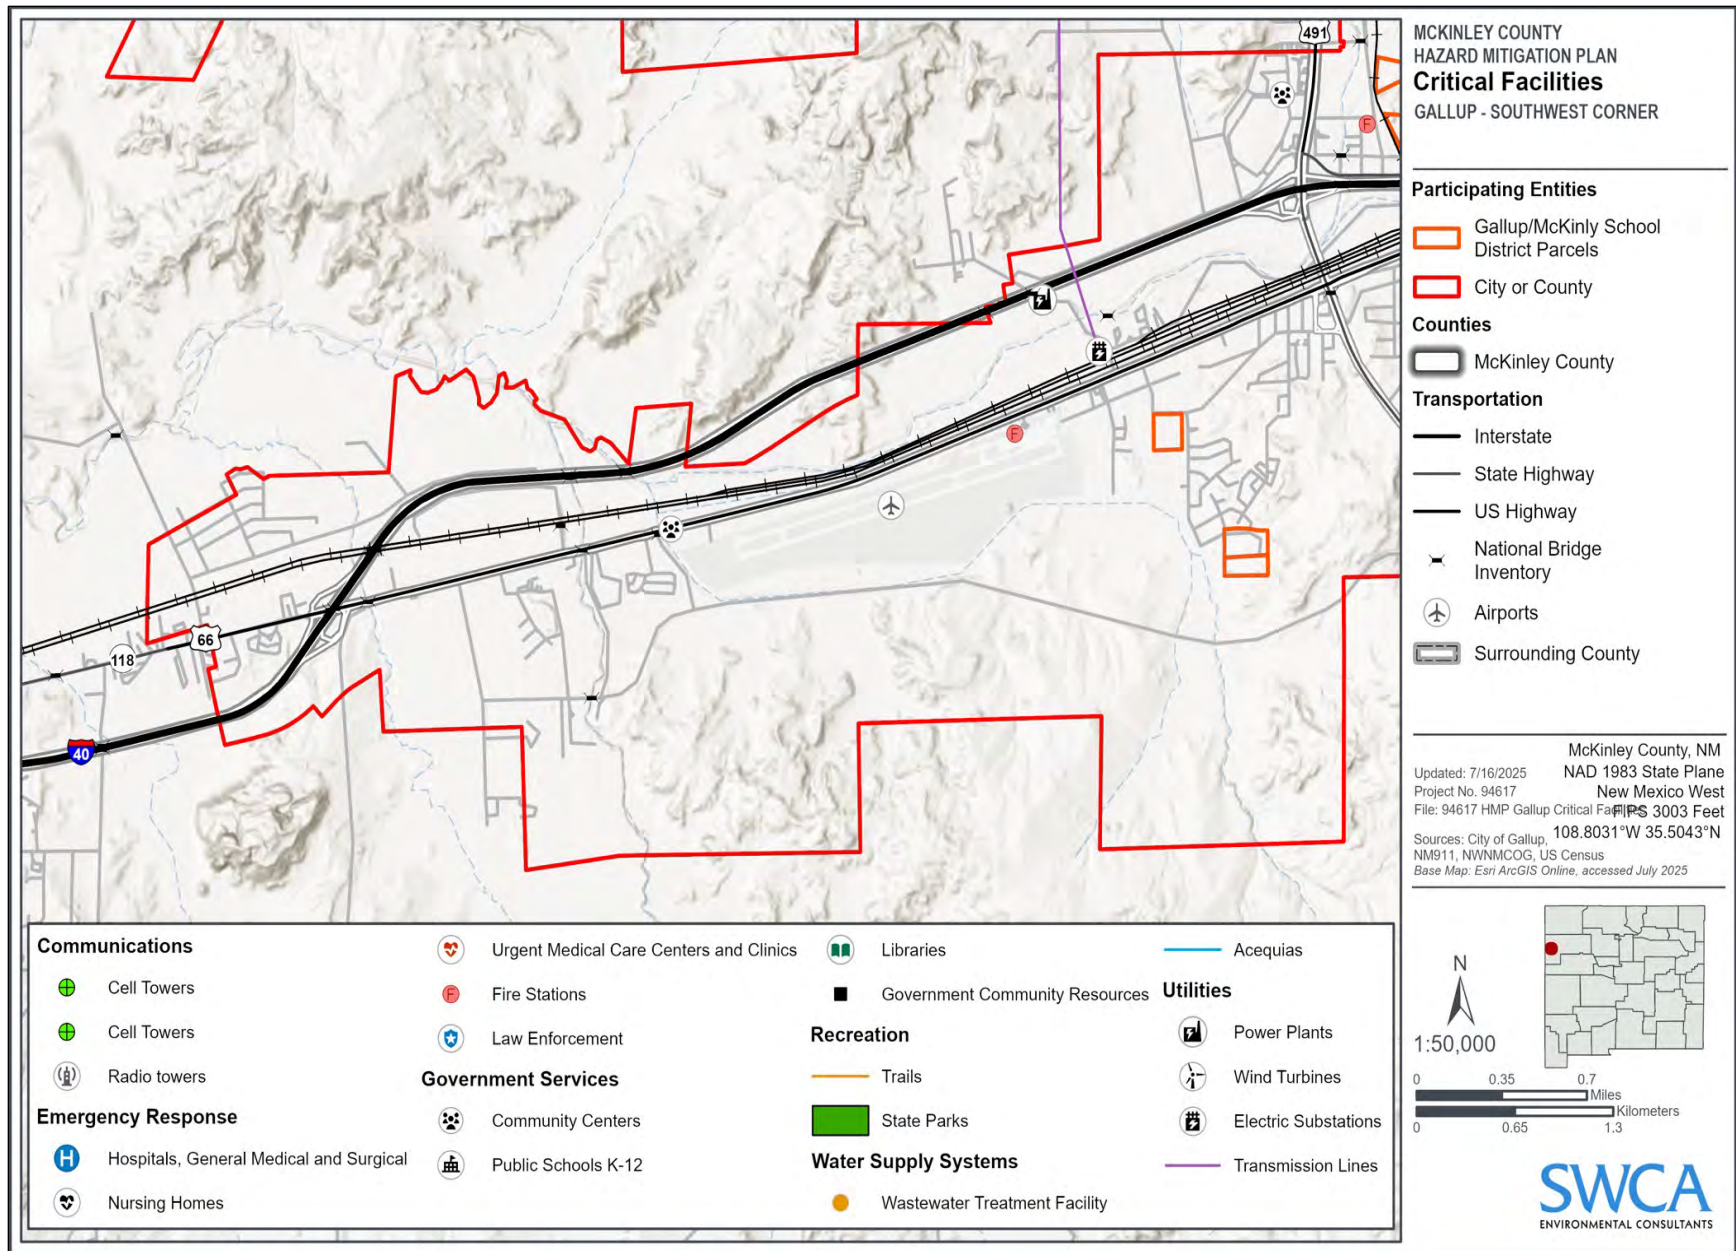 MCKINLEY COUNTY
HAZARD MITIGATION PLAN
Critical Facilities
GALLUP - SOUTHWEST CORNER
Participating Entities
Gallup/McKinly School
District Parcels
City or County
Counties
McKinley County
Transportation
Interstate
State Highway
US Highway
National Bridge
Inventory
Airports
Surrounding County
McKinley County, NM
NAD 1983 State Plane
New Mexico West
FIPS 3003 Feet
108.8031°W 35.5043°N
Updated: 7/16/2025
Project No. 94617
File: 94617 HMP Gallup Critical Facilities
Sources: City of Gallup,
NM911, NWNMCOG, US Census
Base Map: Esri ArcGIS Online, accessed July 2025
N
1:50,000
0 0.35 0.7
Miles
Kilometers
0 0.65 1.3
SWCA
ENVIRONMENTAL CONSULTANTS
491
F
F
66
118
40
Communications
Cell Towers
Cell Towers
Radio towers
Emergency Response
H Hospitals, General Medical and Surgical
Nursing Homes
Urgent Medical Care Centers and Clinics
F Fire Stations
Law Enforcement
Government Services
Community Centers
Public Schools K-12
Libraries
Government Community Resources
Recreation
Trails
State Parks
Water Supply Systems
Wastewater Treatment Facility
Acequias
Utilities
Power Plants
Wind Turbines
Electric Substations
Transmission Lines